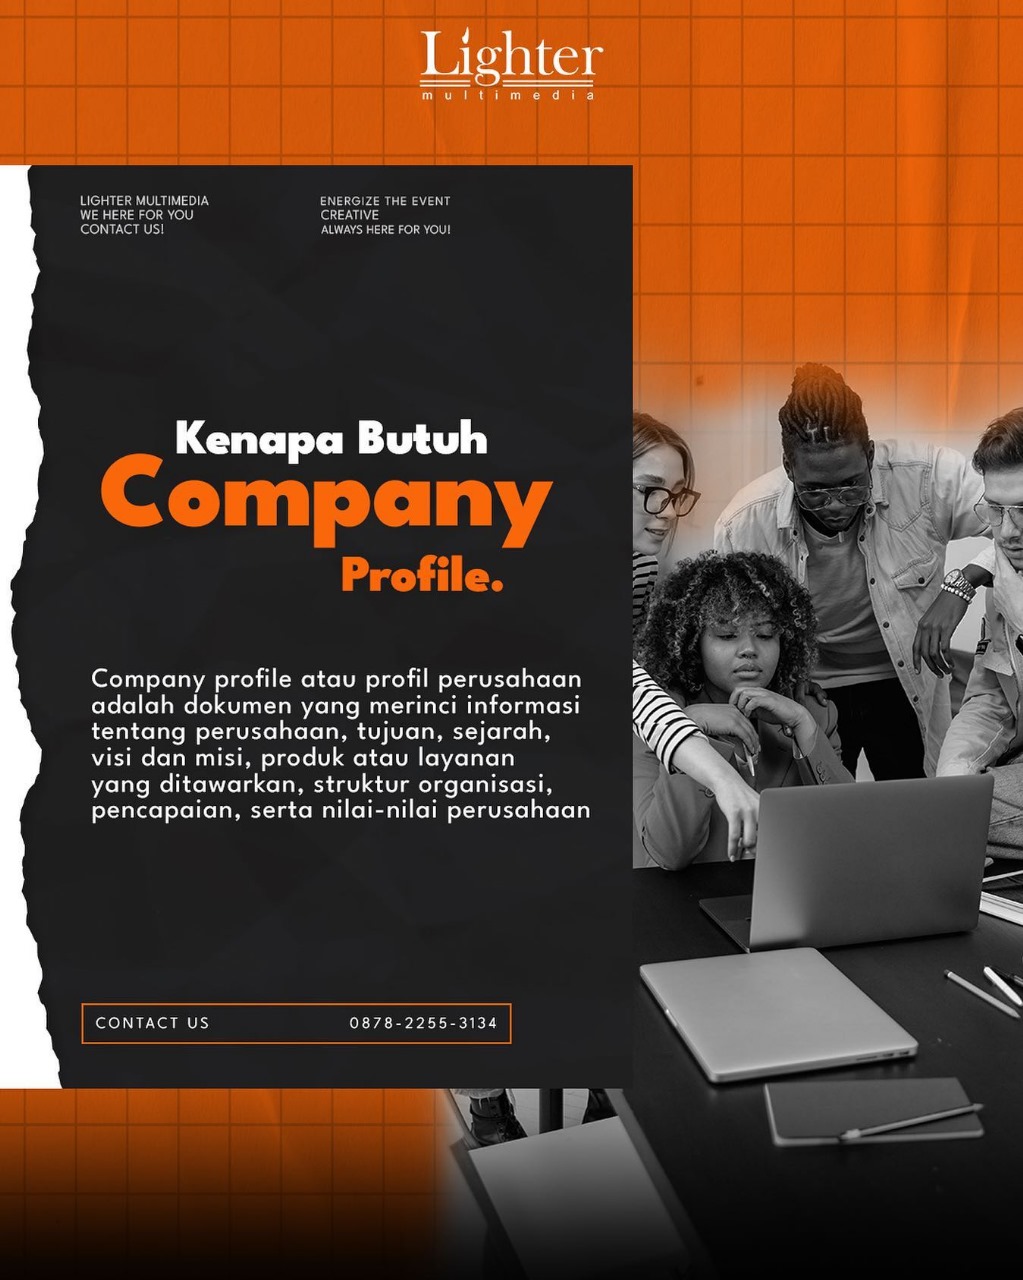 Lighter
multimedia
LIGHTER MULTIMEDIA
WE HERE FOR YOU
CONTACT US!
ENERGIZE THE EVENT
CREATIVE
ALWAYS HERE FOR YOU!
Kenapa Butuh
Company
Profile.
Company profile atau profil perusahaan
adalah dokumen yang merinci informasi
tentang perusahaan, tujuan, sejarah,
visi dan misi, produk atau layanan
yang ditawarkan, struktur organisasi,
pencapaian, serta nilai-nilai perusahaan
CONTACT US 0878-2255-3134